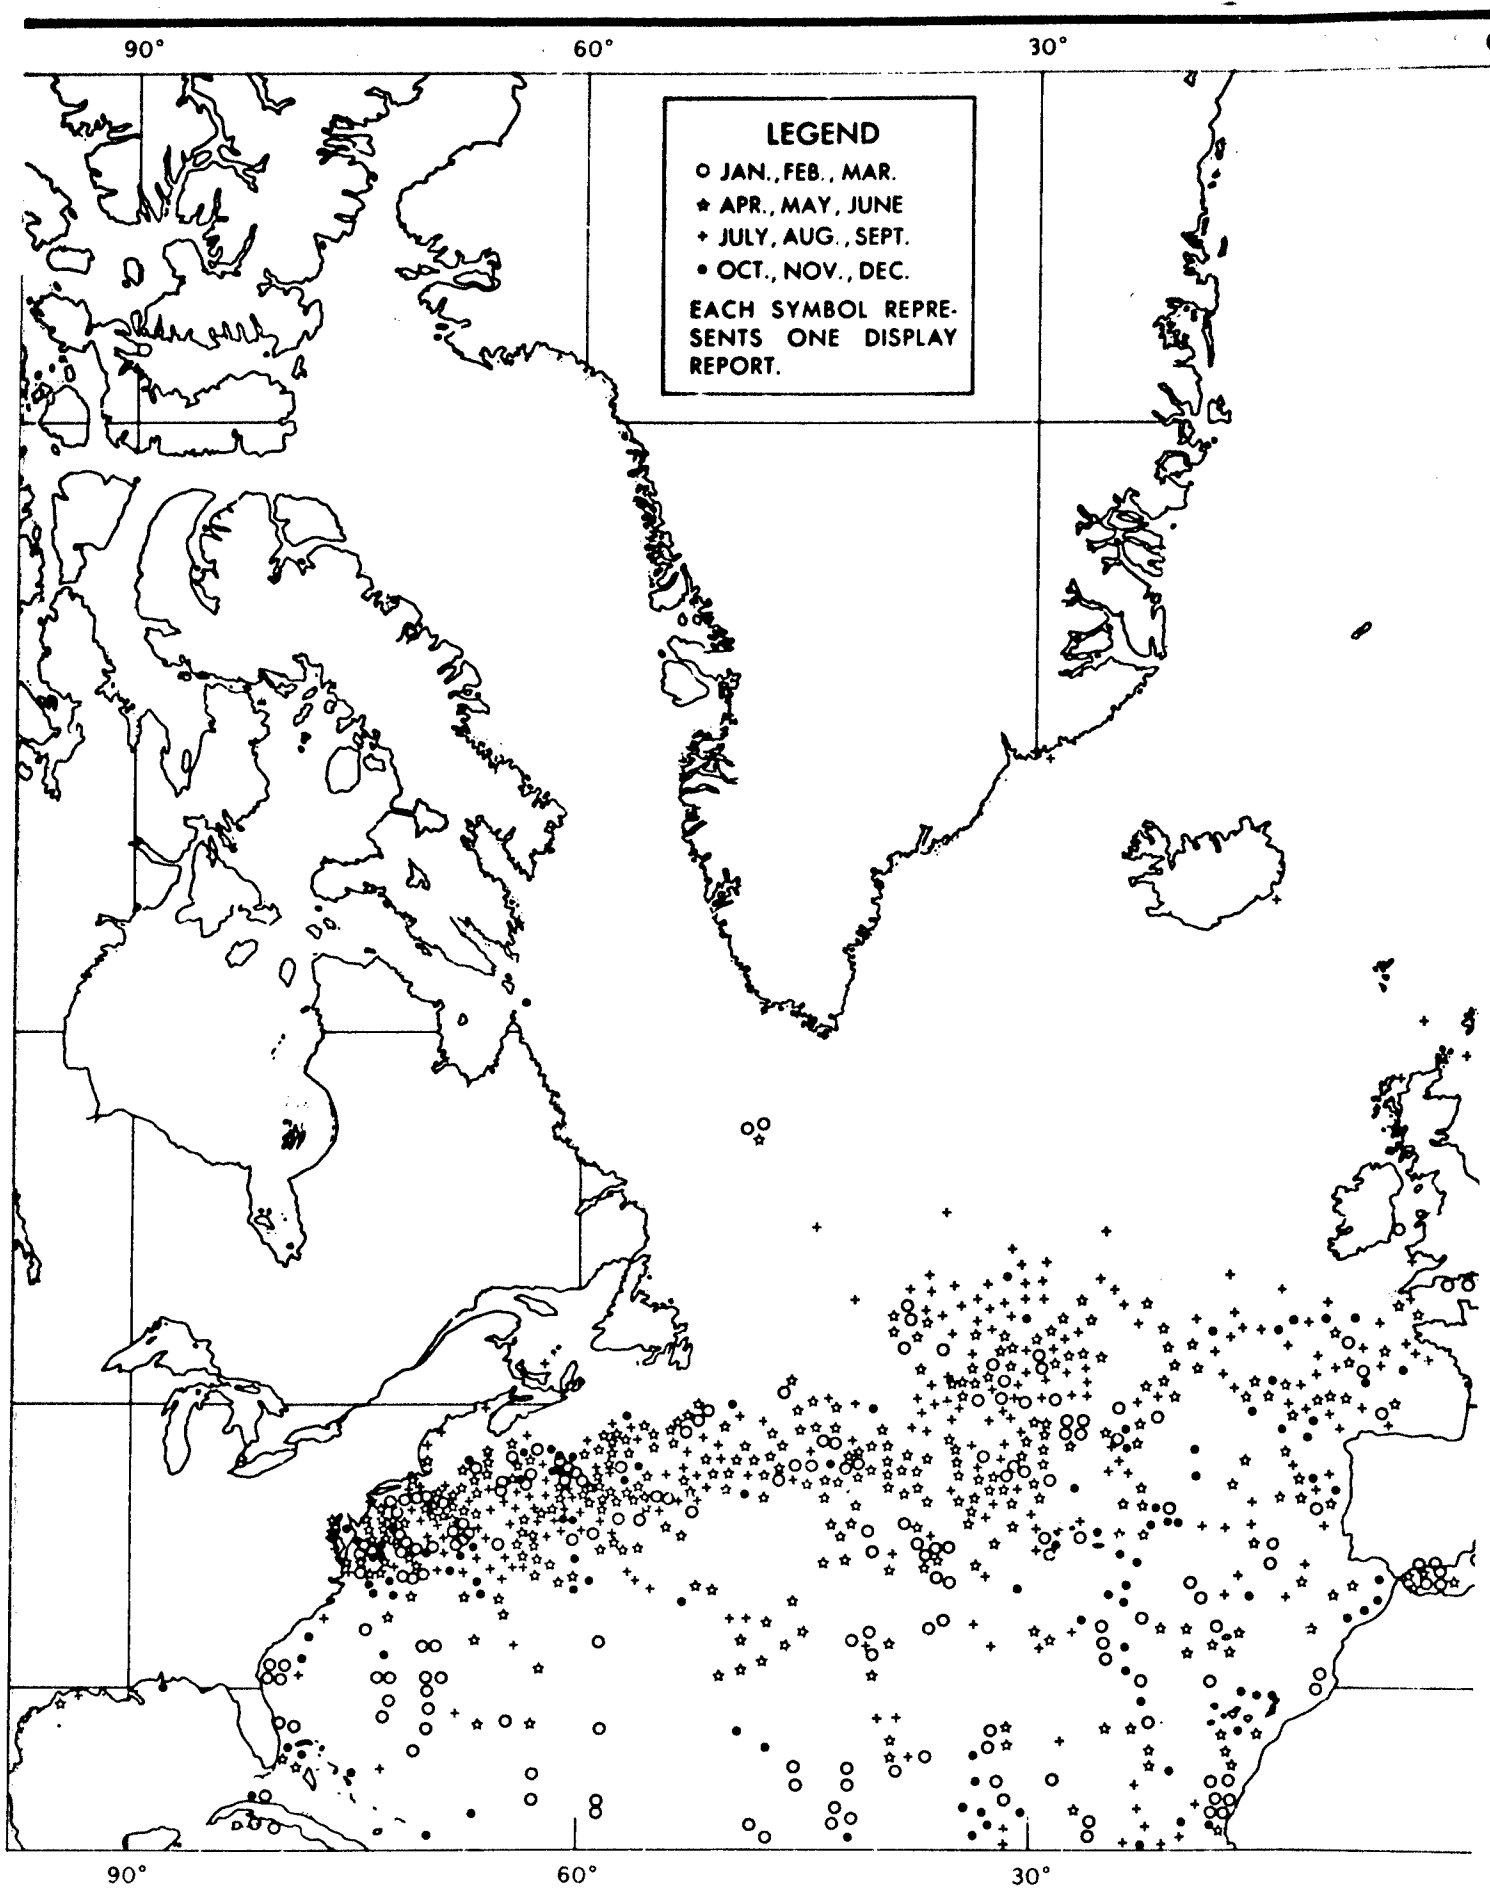 90° 60° 30°
LEGEND
○ JAN., FEB., MAR.
☆ APR., MAY, JUNE
+ JULY, AUG., SEPT.
● OCT., NOV., DEC.
EACH SYMBOL REPRE-
SENTS ONE DISPLAY
REPORT.
90° 60° 30°